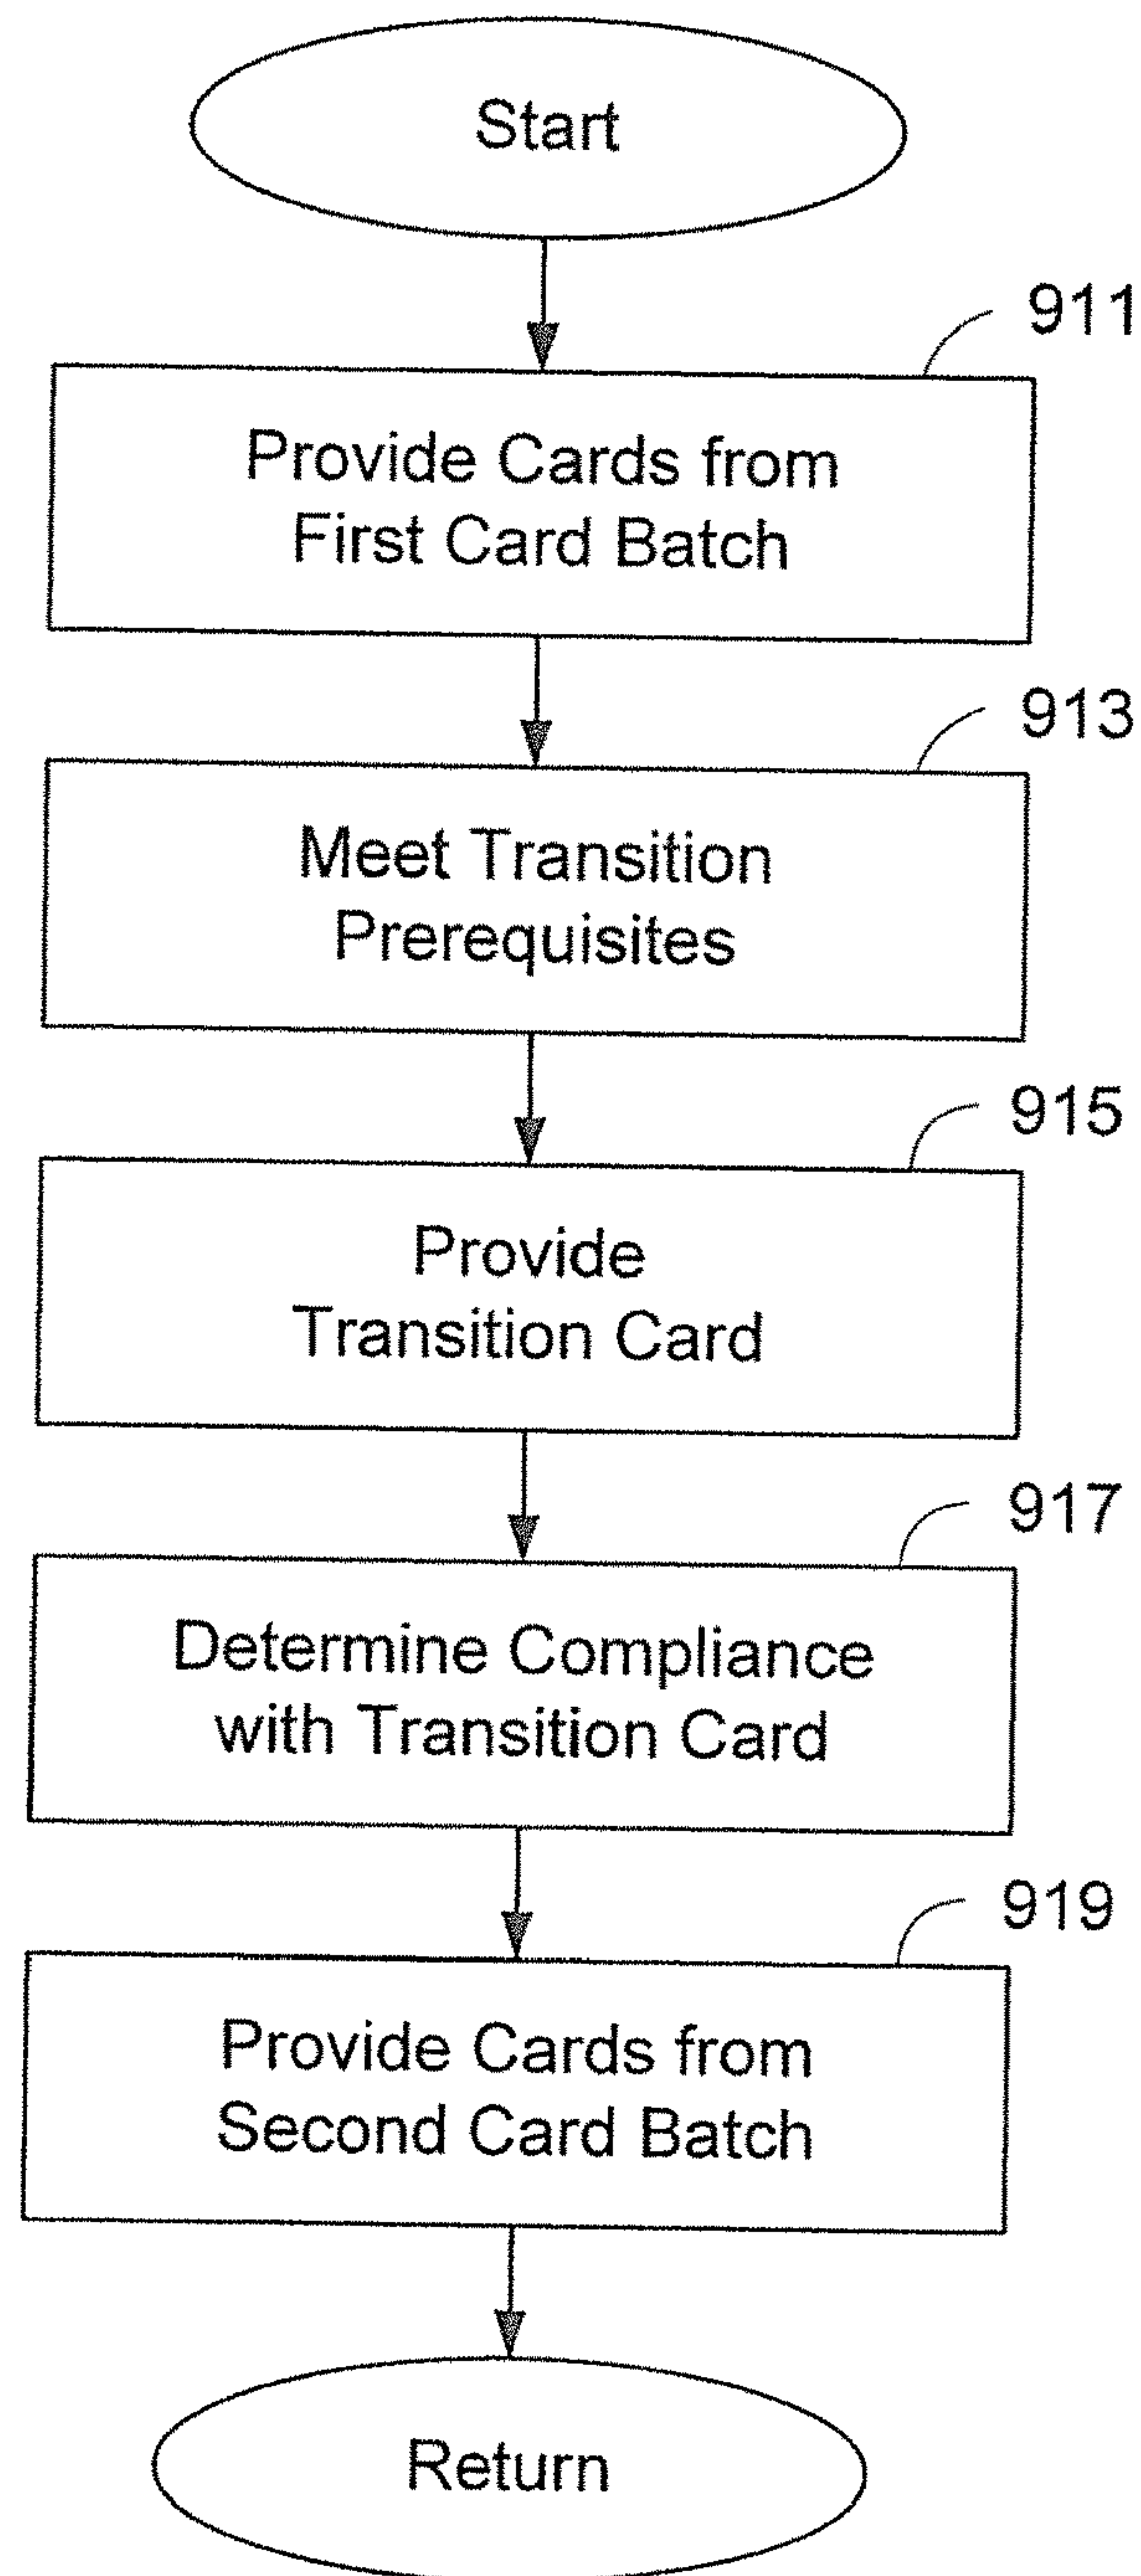 Start
911
Provide Cards from
First Card Batch
913
Meet Transition
Prerequisites
915
Provide
Transition Card
917
Determine Compliance
with Transition Card
919
Provide Cards from
Second Card Batch
Return